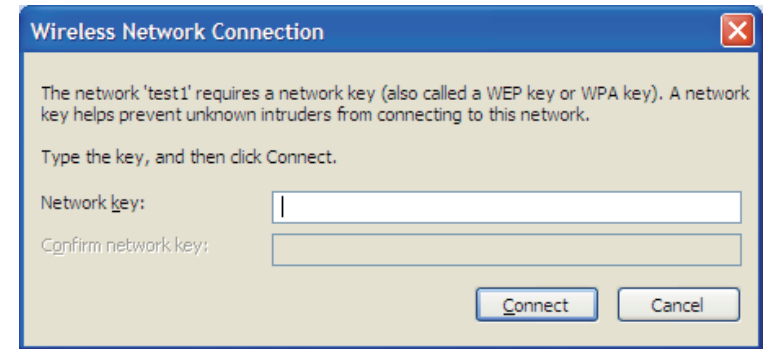 Wireless Network Connection
The network 'test1' requires a network key (also called a WEP key or WPA key). A network
key helps prevent unknown intruders from connecting to this network.
Type the key, and then click Connect.
Network key:
Confirm network key:
Connect Cancel